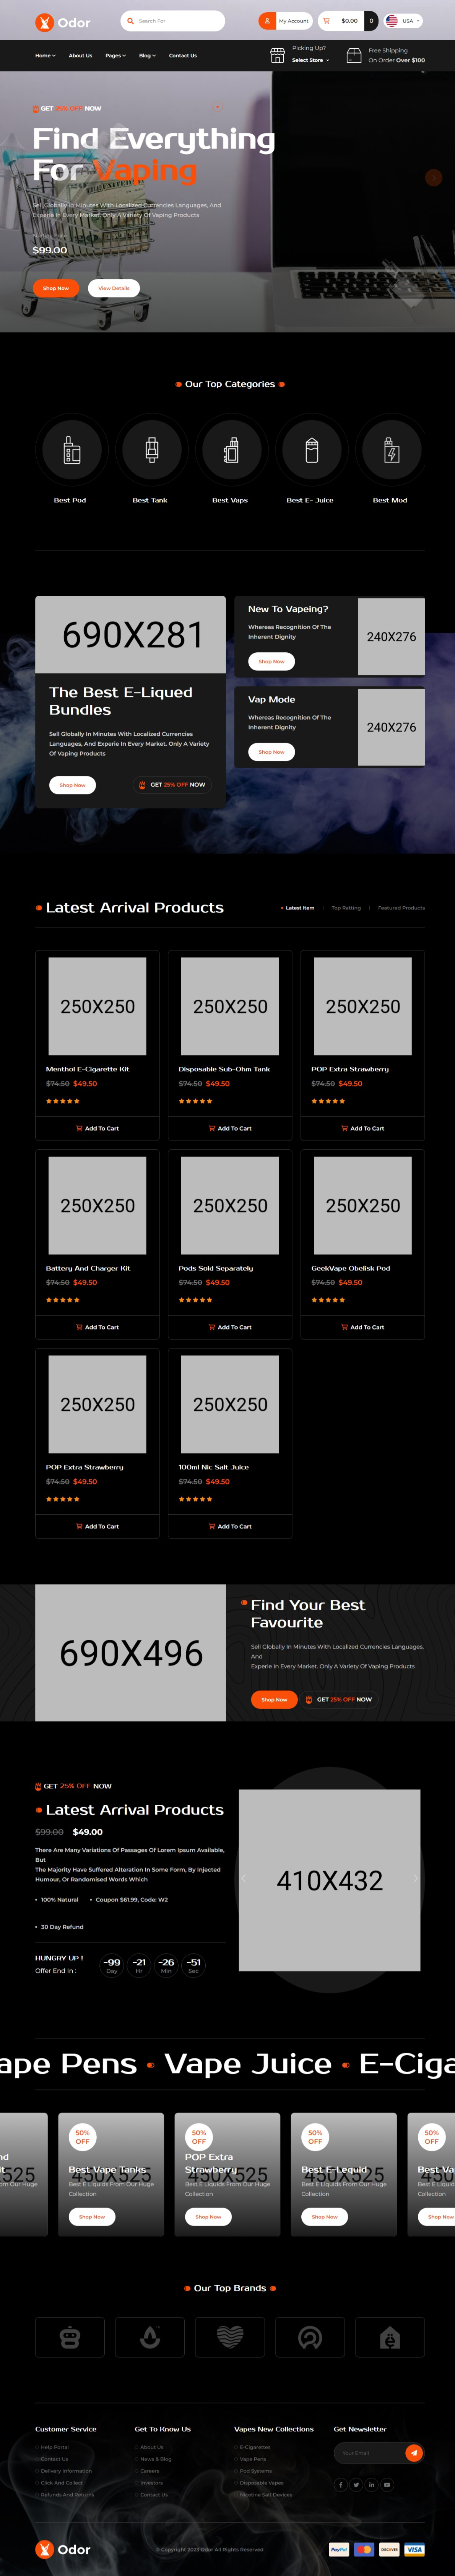 Odor
Search For
My Account
$0.00
0
USA
Home
About Us
Pages
Blog
Contact Us
Picking Up?
Select Store
Free Shipping
On Order Over $100
GET 25% OFF NOW
Find Everything
For Vaping
Sell Globally In Minutes With Localized Currencies Languages, And
Experie In Every Market. Only A Variety Of Vaping Products
$99.00
Shop Now
View Details
Our Top Categories
Best Pod
Best Tank
Best Vaps
Best E- Juice
Best Mod
690X281
The Best E-Liqued
Bundles
Sell Globally In Minutes With Localized Currencies
Languages, And Experie In Every Market. Only A Variety
Of Vaping Products
Shop Now
GET 25% OFF NOW
New To Vapeing?
Whereas Recognition Of The
Inherent Dignity
Shop Now
240X276
Vap Mode
Whereas Recognition Of The
Inherent Dignity
Shop Now
240X276
Latest Arrival Products
Latest Item
Top Ratting
Featured Products
250X250
250X250
250X250
Menthol E-Cigarette Kit
Disposable Sub-Ohm Tank
POP Extra Strawberry
$74.50 $49.50
$74.50 $49.50
$74.50 $49.50
Add To Cart
Add To Cart
Add To Cart
250X250
250X250
250X250
Battery And Charger Kit
Pods Sold Separately
GeekVape Obelisk Pod
$74.50 $49.50
$74.50 $49.50
$74.50 $49.50
Add To Cart
Add To Cart
Add To Cart
250X250
250X250
POP Extra Strawberry
100ml Nic Salt Juice
$74.50 $49.50
$74.50 $49.50
Add To Cart
Add To Cart
690X496
Find Your Best
Favourite
Sell Globally In Minutes With Localized Currencies Languages,
And
Experie In Every Market. Only A Variety Of Vaping Products
Shop Now
GET 25% OFF NOW
GET 25% OFF NOW
Latest Arrival Products
$99.00 $49.00
There Are Many Variations Of Passages Of Lorem Ipsum Available,
But
The Majority Have Suffered Alteration In Some Form, By Injected
Humour, Or Randomised Words Which
100% Natural
Coupon $61.99, Code: W2
30 Day Refund
HUNGRY UP !
Offer End In :
-99
Day
-21
Hr
-26
Min
-51
Sec
410X432
ape Pens
Vape Juice
E-Ciga
50%
OFF
Best Vape Tanks
450X525
Best E Liquids From Our Huge
Collection
Shop Now
50%
OFF
POP Extra
Strawberry
450X525
Best E Liquids From Our Huge
Collection
Shop Now
50%
OFF
Best E-Lequid
450X525
Best E Liquids From Our Huge
Collection
Shop Now
50%
OFF
Best Va
Best E Liquids
Collection
Shop Now
Our Top Brands
Customer Service
Help Portal
Contact Us
Delivery Information
Click And Collect
Refunds And Returns
Get To Know Us
About Us
News & Blog
Careers
Investors
Contact Us
Vapes New Collections
E-Cigarettes
Vape Pens
Pod Systems
Disposable Vapes
Nicotine Salt Devices
Get Newsletter
Your Email
Odor
© Copyright 2023 Odor All Rights Reserved
PayPal
DISCOVER
VISA